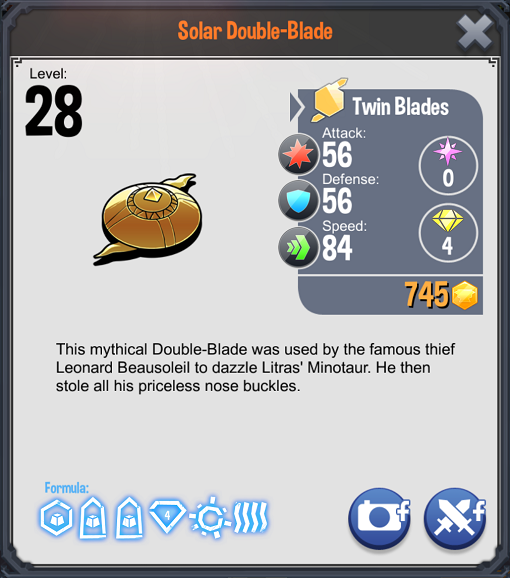 Solar Double-Blade
Level:
28
Twin Blades
Attack:
56
Defense:
56
Speed:
84
0
4
745
This mythical Double-Blade was used by the famous thief
Leonard Beausoleil to dazzle Litras' Minotaur. He then
stole all his priceless nose buckles.
Formula:
4
f
f